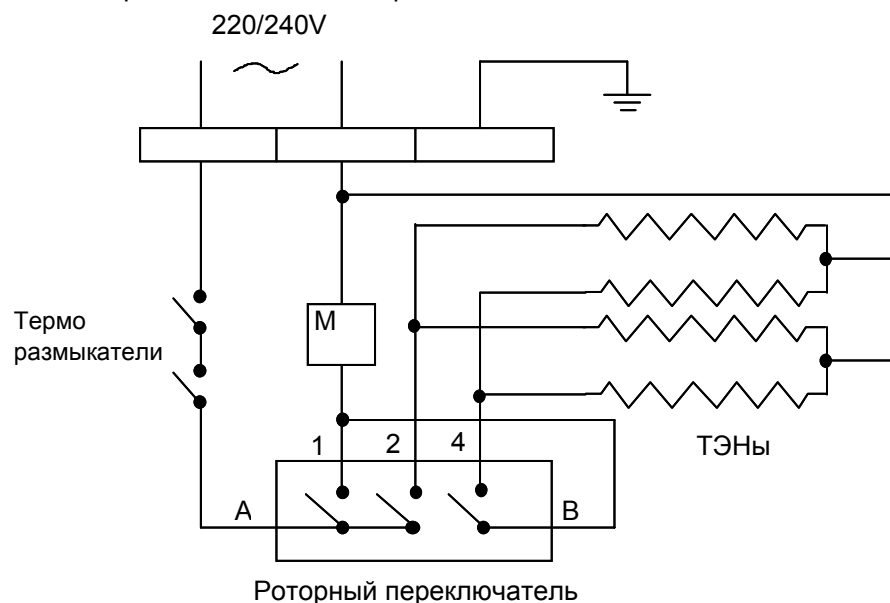 220/240V
Термо
размыкатели
M
ТЭНы
1 2 4
A B
Роторный переключатель